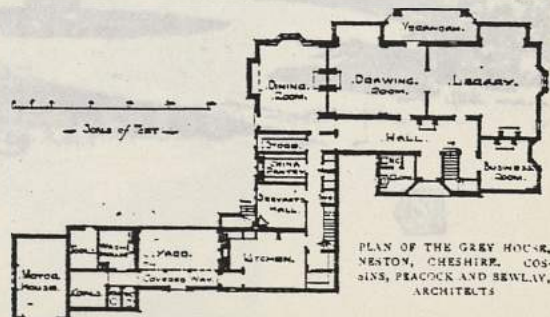 VERANDAH.
DINING
ROOM.
DRAWING
ROOM.
LIBRARY.
SCALE OF FEET
HALL.
STORE.
CHINA
PANTRY.
SERVANTS
HALL
BUSINESS
ROOM.
YARD.
KITCHEN.
COVERED WAY.
MOTOR
HOUSE.
COALS
PLAN OF THE GREY HOUSE,
NESTON, CHESHIRE. COS-
SINS, PEACOCK AND BEWLAY,
ARCHITECTS